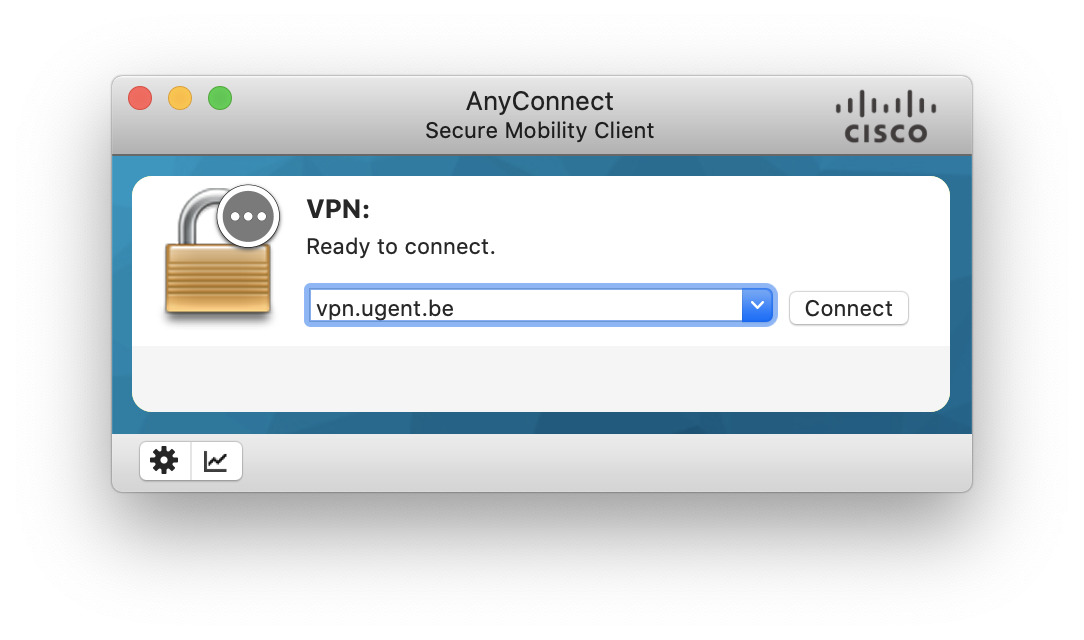 AnyConnect
Secure Mobility Client
CISCO
VPN:
Ready to connect.
vpn.ugent.be
Connect